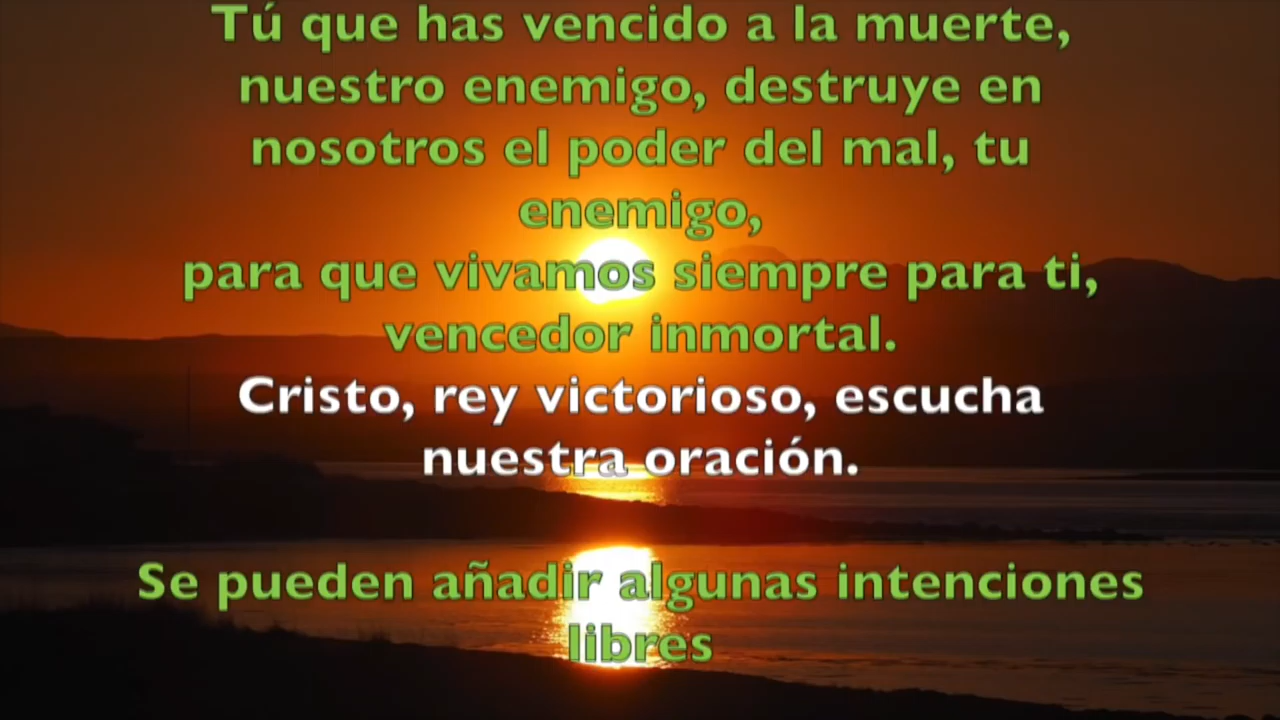 Tú que has vencido a la muerte,
nuestro enemigo, destruye en
nosotros el poder del mal, tu
enemigo,
para que vivamos siempre para ti,
vencedor inmortal.
Cristo, rey victorioso, escucha
nuestra oración.
Se pueden añadir algunas intenciones
libres